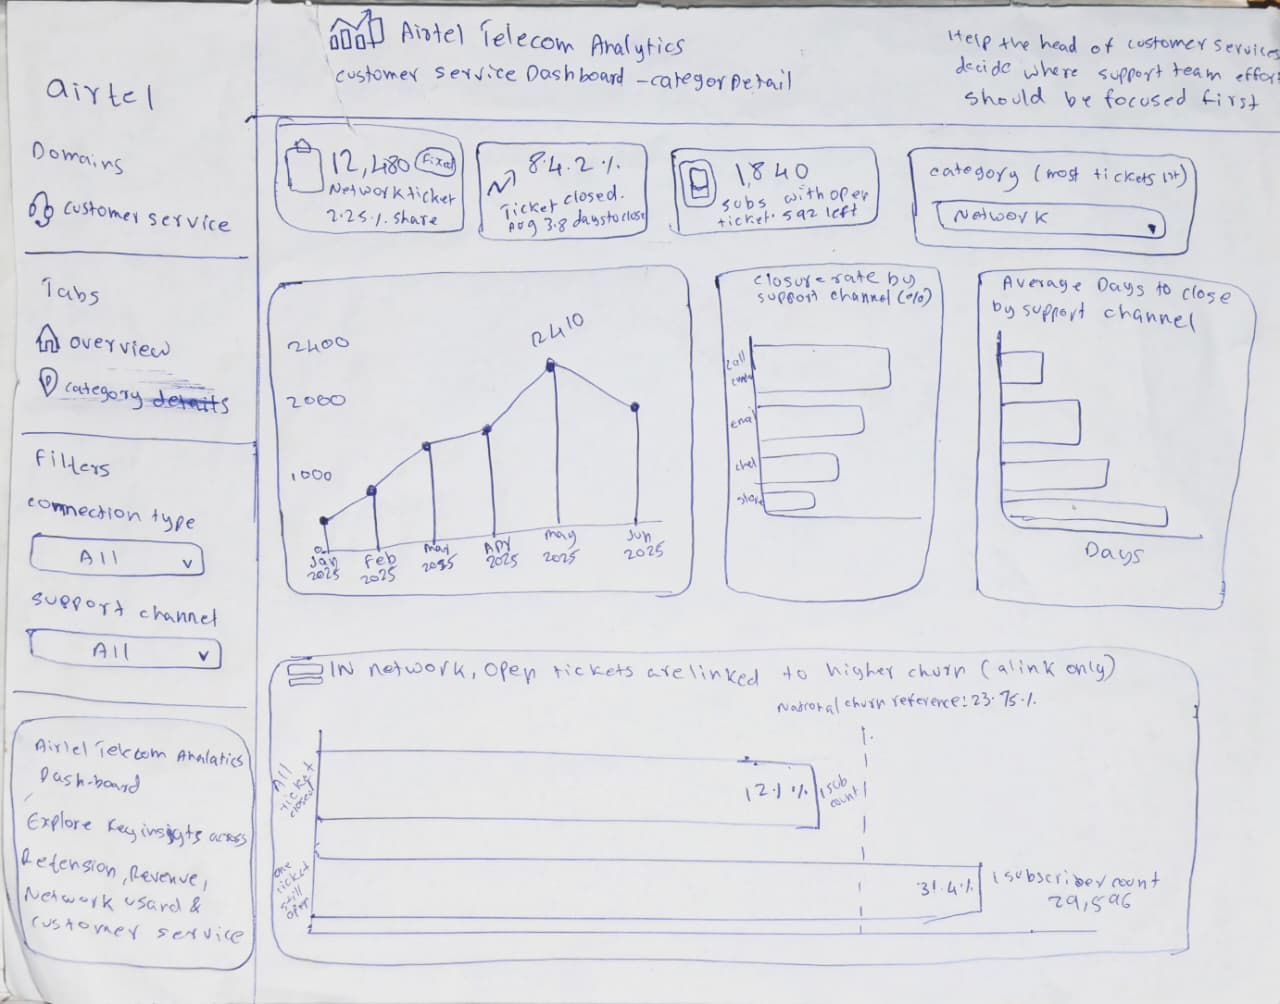 Airtel Telecom Analytics
customer service Dashboard - categor Detail
Help the head of customer services
decide where support team effort
should be focused first
airtel
Domains
customer service
Tabs
overview
category details
Filters
connection type
All
support channel
All
Airtel Telecom Analatics
Dash-board
Explore key insigts across
Retension, Revenue,
Network usard &
customer service
12,480 Fixed
Network ticket
2.25% share
84.2%
Ticket closed.
Avg 3.8 days to close
1,840
subs with open
ticket. 592 left
category (most tickets 1st)
Network
2400
2000
1000
2410
0
Jan
2025
Feb
2025
Mar
2025
Apr
2025
May
2025
Jun
2025
closure rate by
support channel (%)
call
email
chat
store
Average Days to close
by support channel
Days
IN network, open tickets are linked to higher churn (a link only)
National churn reference: 23.75%
All
ticket
closed
12.1%
sub
count
one
ticket
still
open
31.4%
subscriber count
29,596